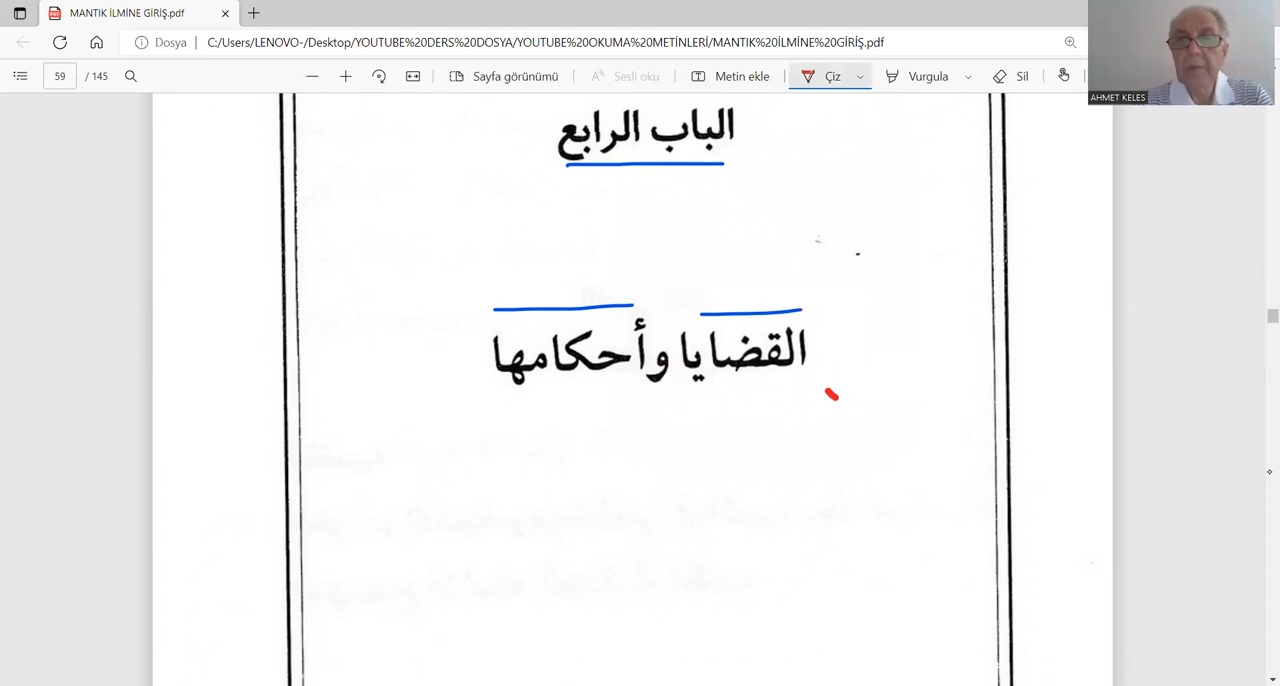 MANTIK İLMİNE GİRİŞ.pdf
Dosya C:/Users/LENOVO-/Desktop/YOUTUBE%20DERS%20DOSYA/YOUTUBE%20OKUMA%20METİNLERİ/MANTIK%20İLMİNE%20GİRİŞ.pdf
59 / 145 Sayfa görünümü Sesli oku Metin ekle Çiz Vurgula Sil
AHMET KELES
الباب الرابع
القضايا وأحكامها